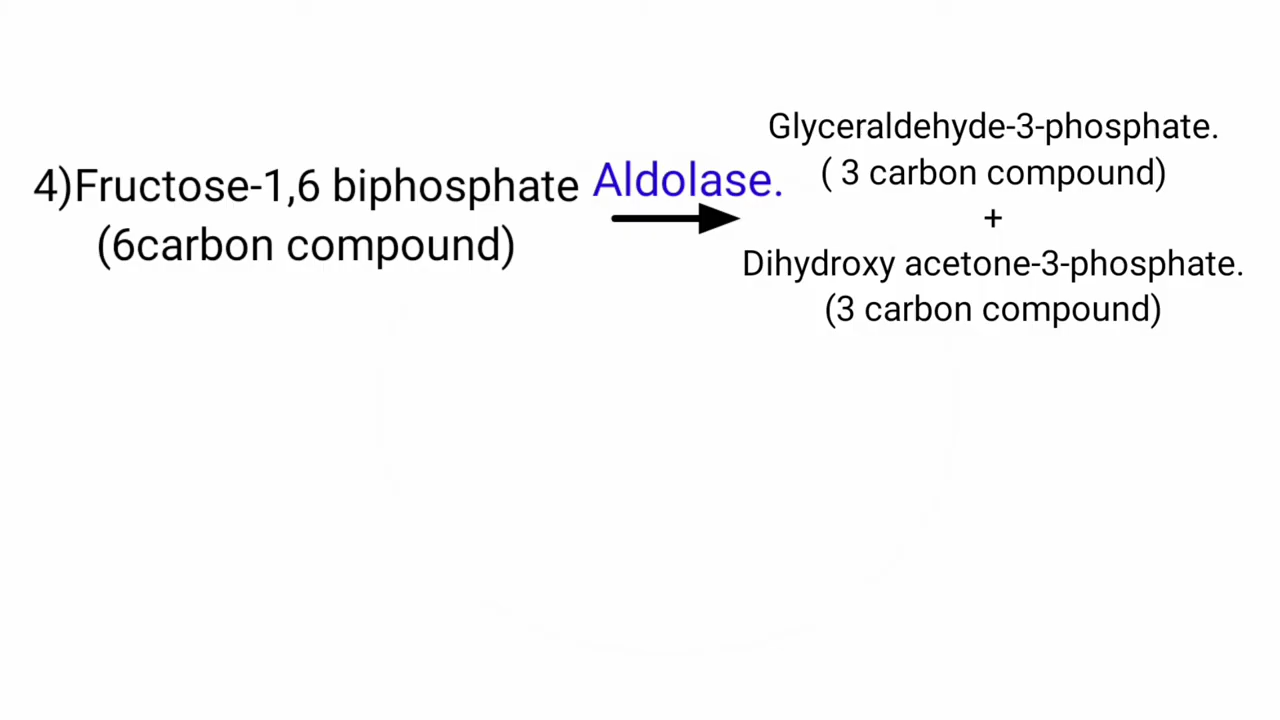 4)Fructose-1,6 biphosphate
(6carbon compound)
Aldolase.
Glyceraldehyde-3-phosphate.
( 3 carbon compound)
+
Dihydroxy acetone-3-phosphate.
(3 carbon compound)